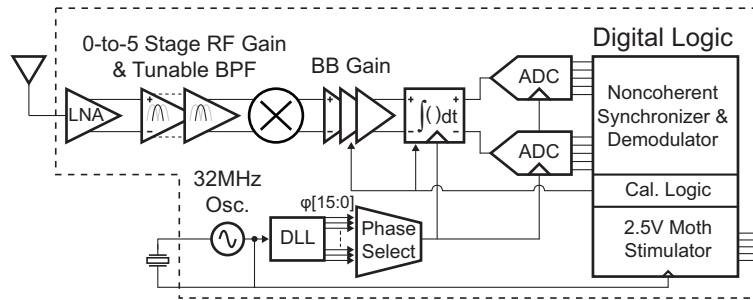 0-to-5 Stage RF Gain
& Tunable BPF
BB Gain
Digital Logic
LNA
+
−
+
−
+
−
∫()dt
ADC
ADC
Noncoherent
Synchronizer &
Demodulator
Cal. Logic
2.5V Moth
Stimulator
32MHz
Osc.
φ[15:0]
DLL
Phase
Select